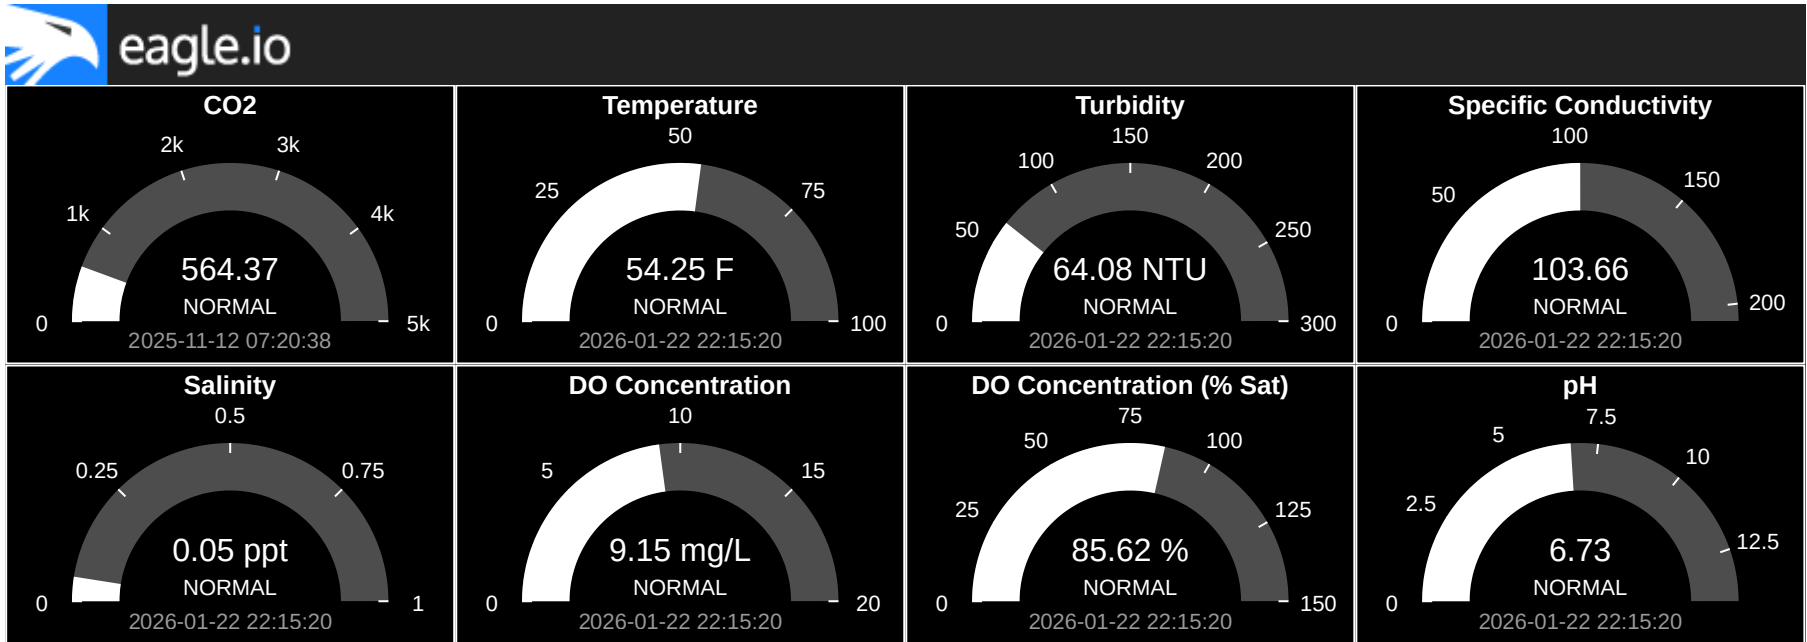 eagle.io
CO2
0
1k
2k
3k
4k
5k
564.37
NORMAL
2025-11-12 07:20:38
Temperature
0
25
50
75
100
54.25 F
NORMAL
2026-01-22 22:15:20
Turbidity
0
50
100
150
200
250
300
64.08 NTU
NORMAL
2026-01-22 22:15:20
Specific Conductivity
0
50
100
150
200
103.66
NORMAL
2026-01-22 22:15:20
Salinity
0
0.25
0.5
0.75
1
0.05 ppt
NORMAL
2026-01-22 22:15:20
DO Concentration
0
5
10
15
20
9.15 mg/L
NORMAL
2026-01-22 22:15:20
DO Concentration (% Sat)
0
25
50
75
100
125
150
85.62 %
NORMAL
2026-01-22 22:15:20
pH
0
2.5
5
7.5
10
12.5
6.73
NORMAL
2026-01-22 22:15:20